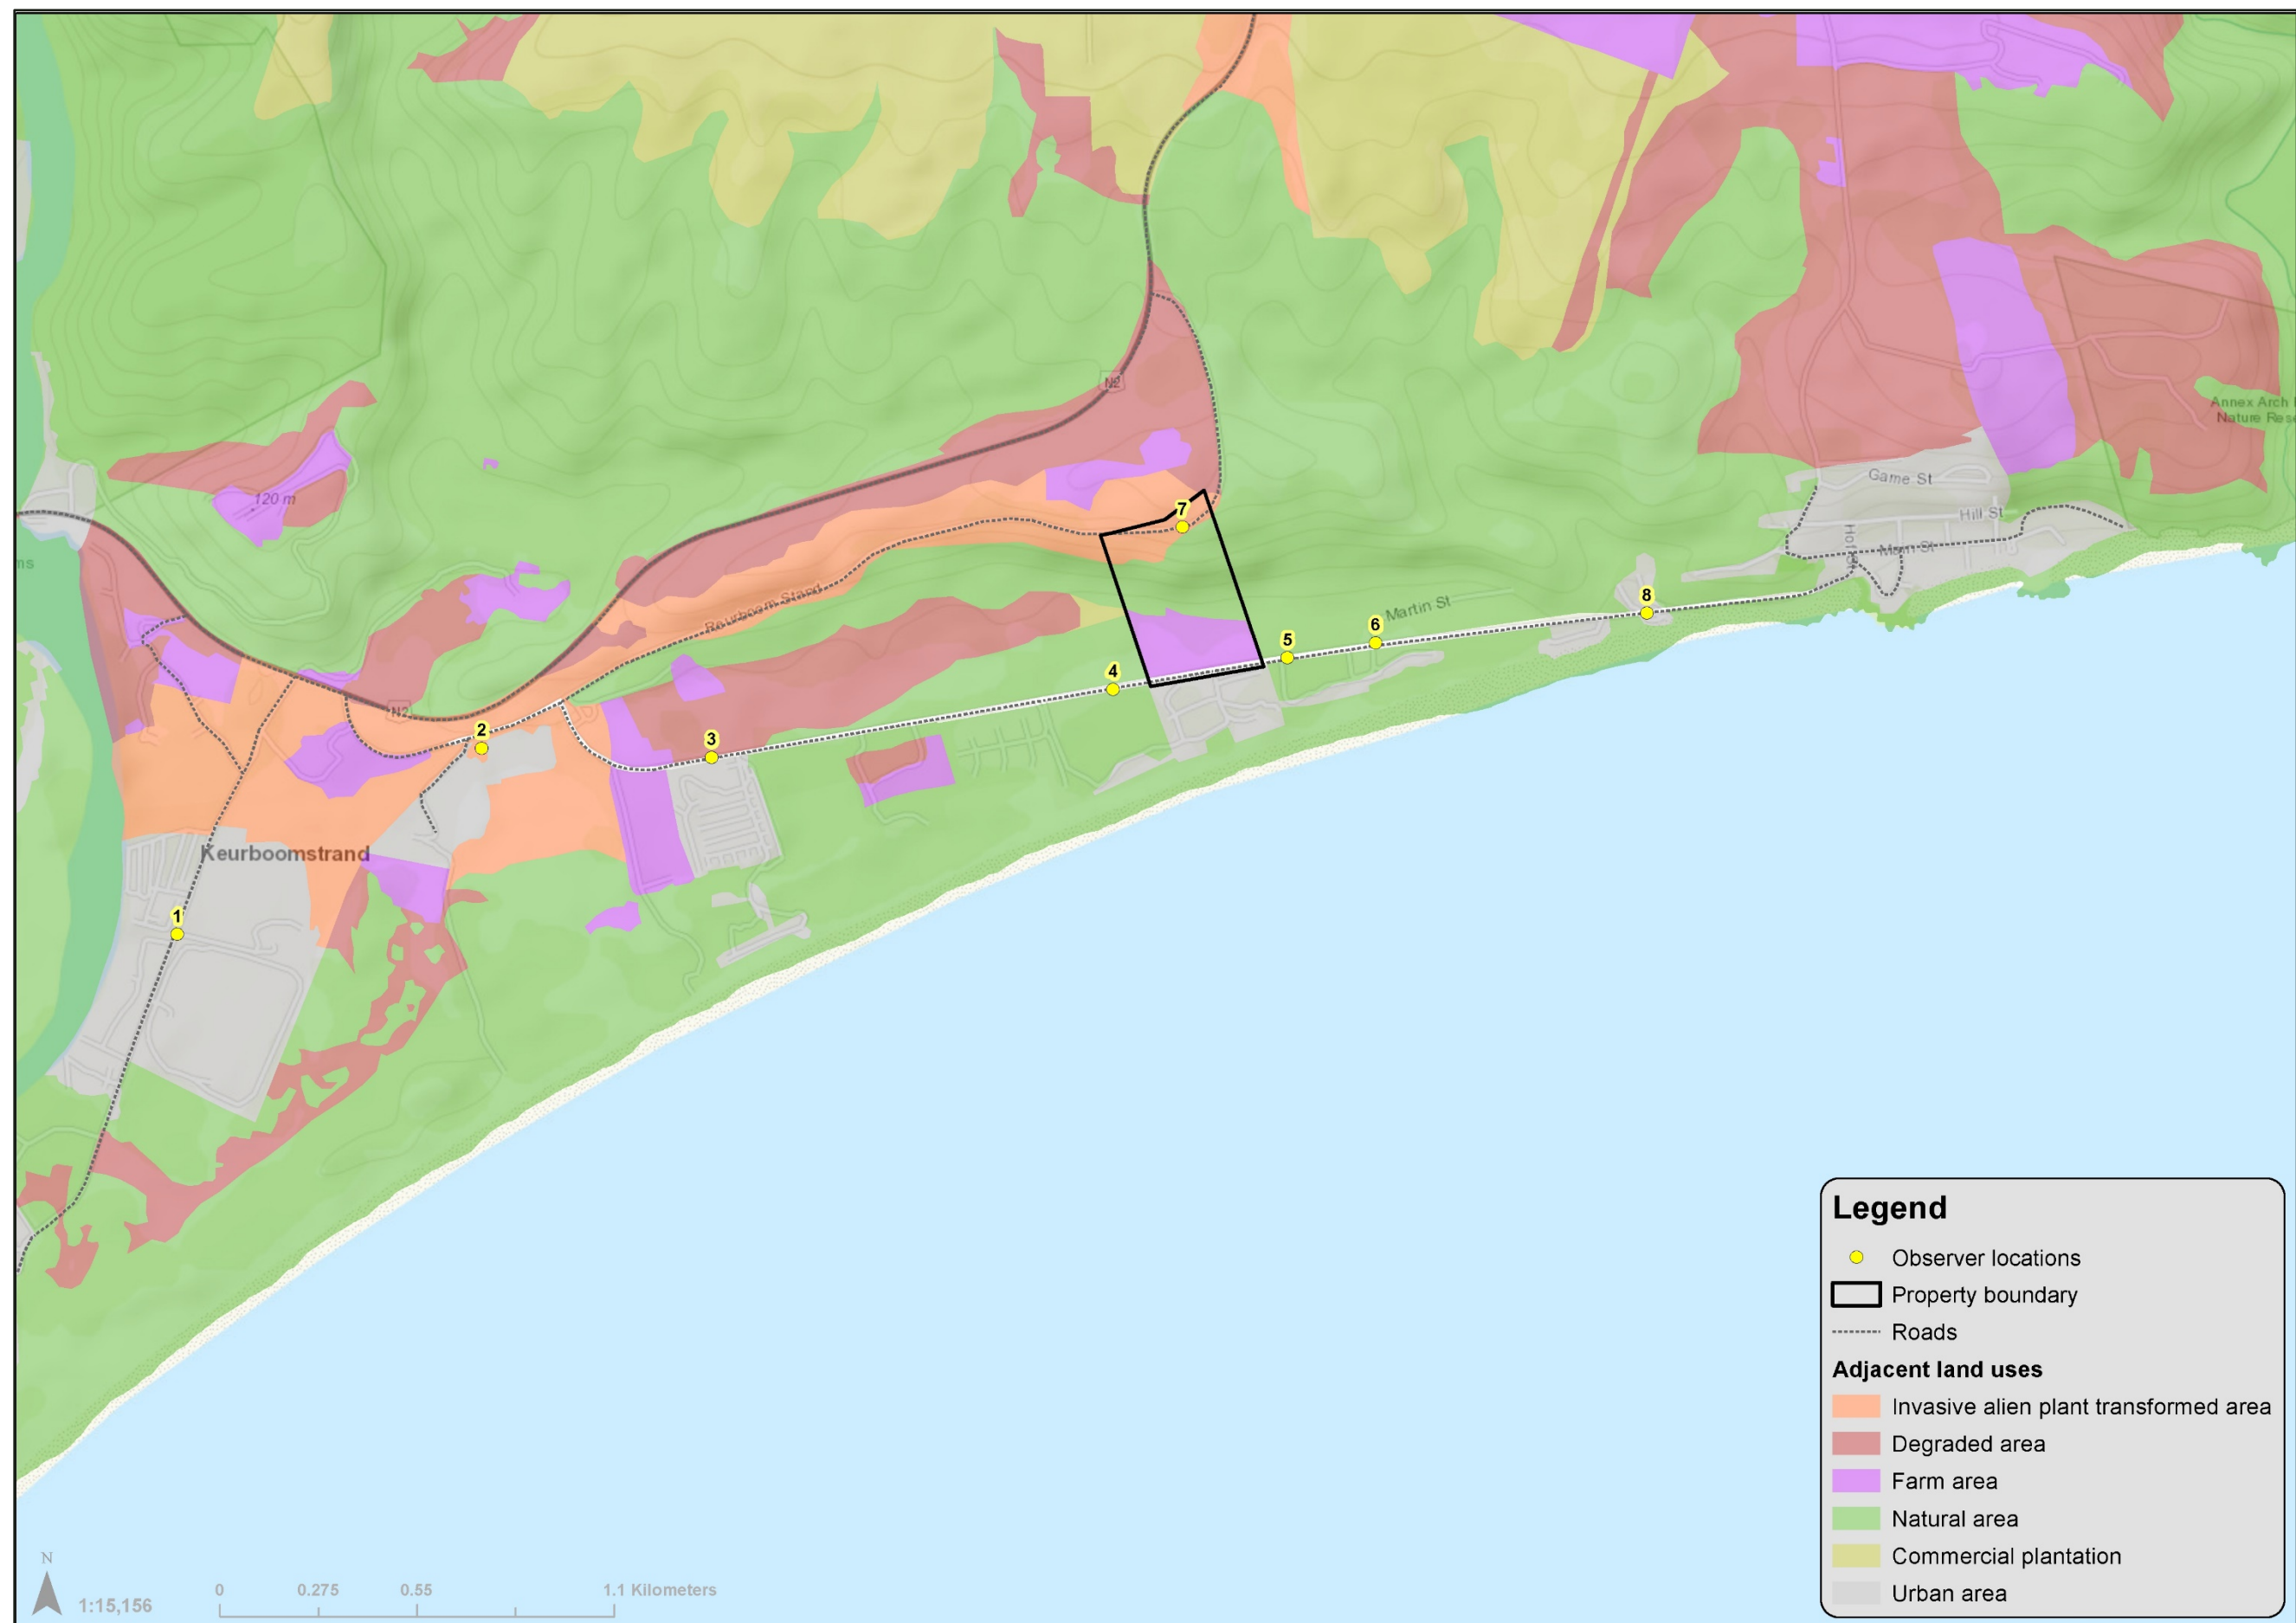 N2
120 m
Annex Arch
Nature Rese
Game St
Hill St
Main St
7
Martin St
8
6
5
4
N2
2
3
Keurboomstrand
1
Legend
Observer locations
Property boundary
Roads
Adjacent land uses
Invasive alien plant transformed area
Degraded area
Farm area
Natural area
Commercial plantation
Urban area
N
1:15,156
0 0.275 0.55 1.1 Kilometers